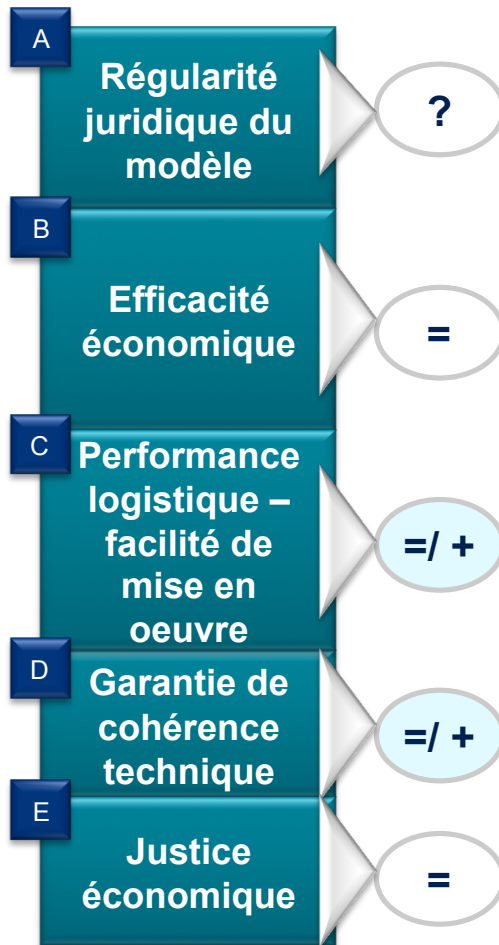 A
Régularité
juridique du
modèle
?
B
Efficacité
économique
=
C
Performance
logistique –
facilité de
mise en
oeuvre
=/ +
D
Garantie de
cohérence
technique
=/ +
E
Justice
économique
=